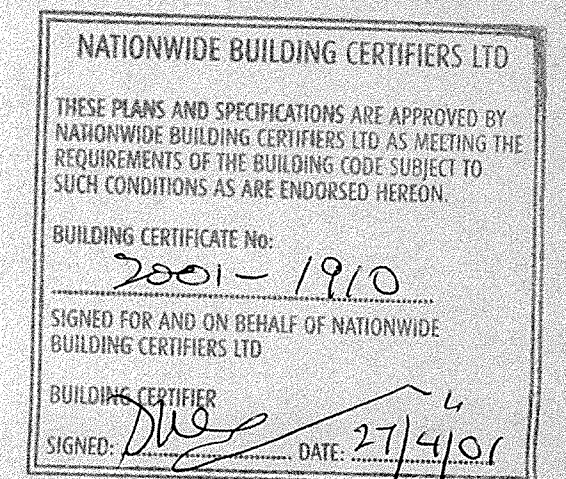 NATIONWIDE BUILDING CERTIFIERS LTD
THESE PLANS AND SPECIFICATIONS ARE APPROVED BY
NATIONWIDE BUILDING CERTIFIERS LTD AS MEETING THE
REQUIREMENTS OF THE BUILDING CODE SUBJECT TO
SUCH CONDITIONS AS ARE ENDORSED HEREON.
BUILDING CERTIFICATE No:
2001 - 1910
SIGNED FOR AND ON BEHALF OF NATIONWIDE
BUILDING CERTIFIERS LTD
BUILDING CERTIFIER
SIGNED: DATE: 27/4/01